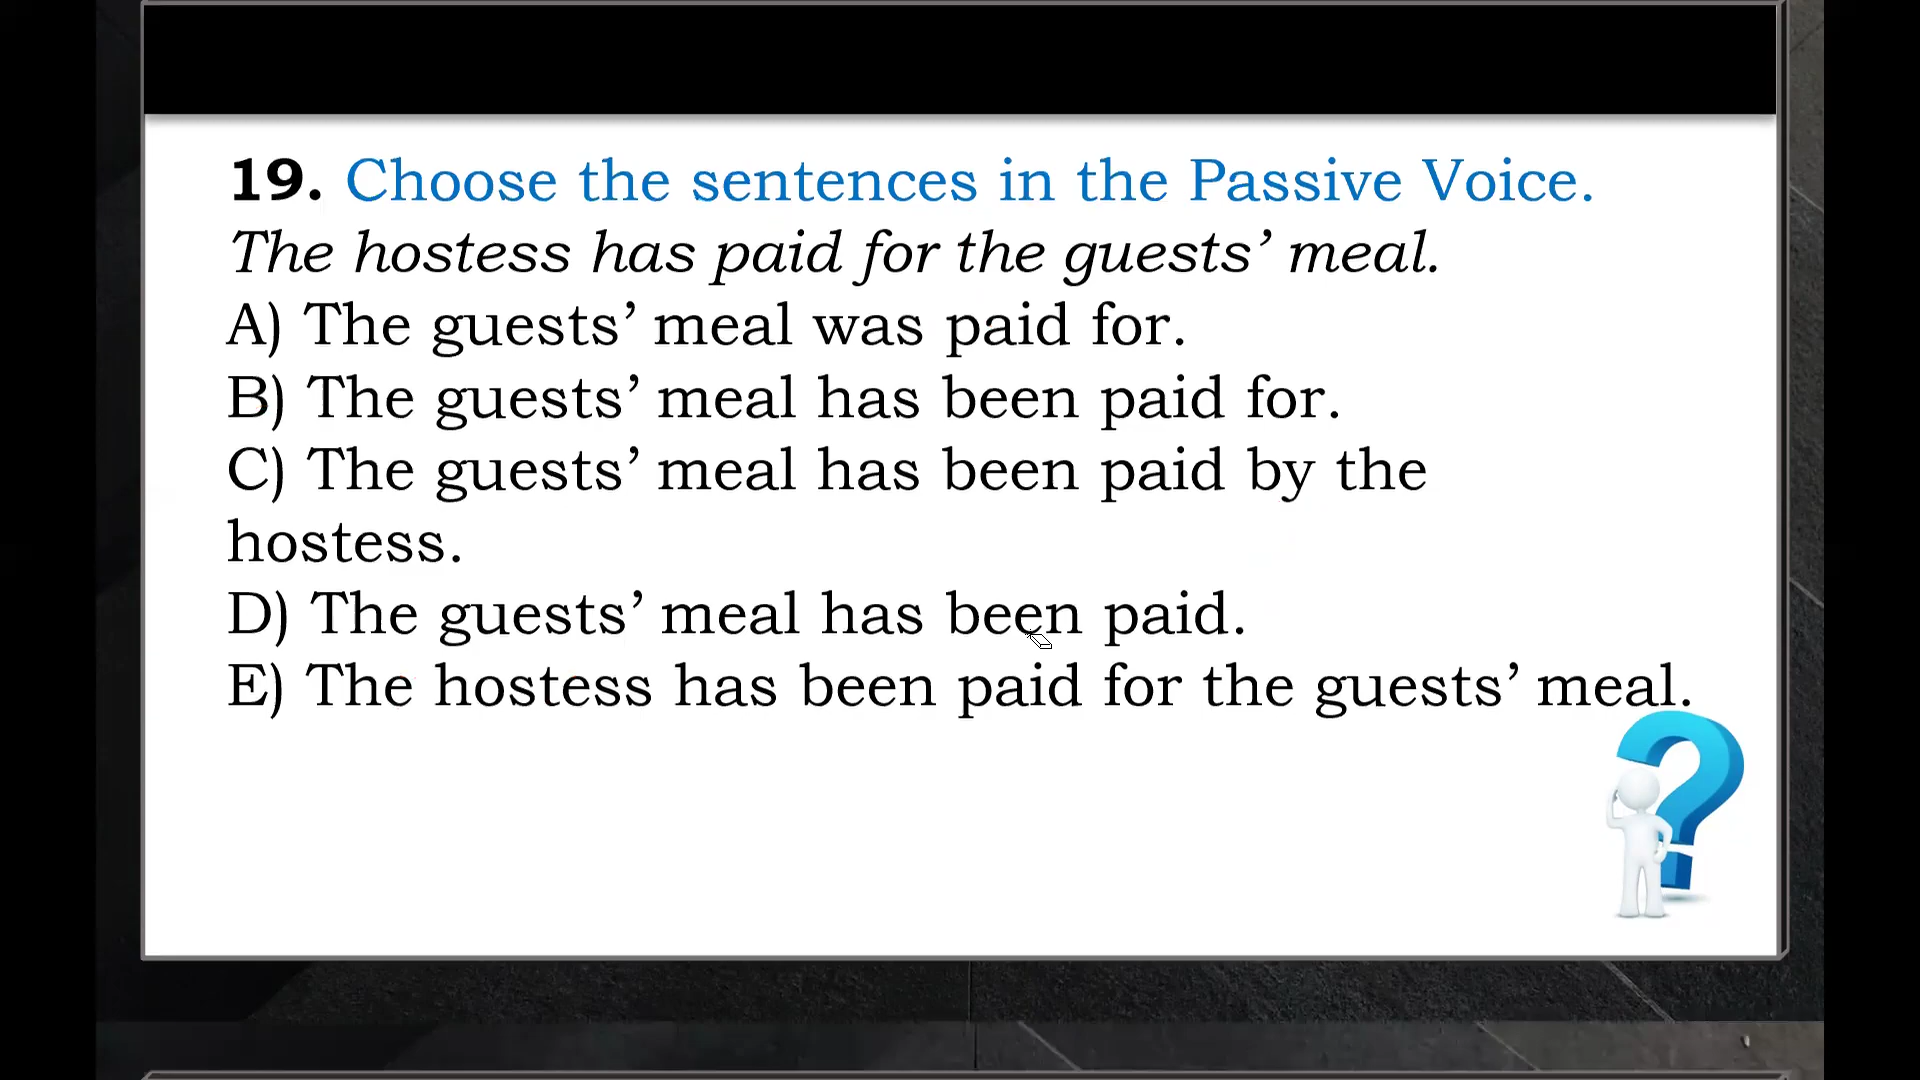 19. Choose the sentences in the Passive Voice.
The hostess has paid for the guests’ meal.
A) The guests’ meal was paid for.
B) The guests’ meal has been paid for.
C) The guests’ meal has been paid by the
hostess.
D) The guests’ meal has been paid.
E) The hostess has been paid for the guests’ meal.